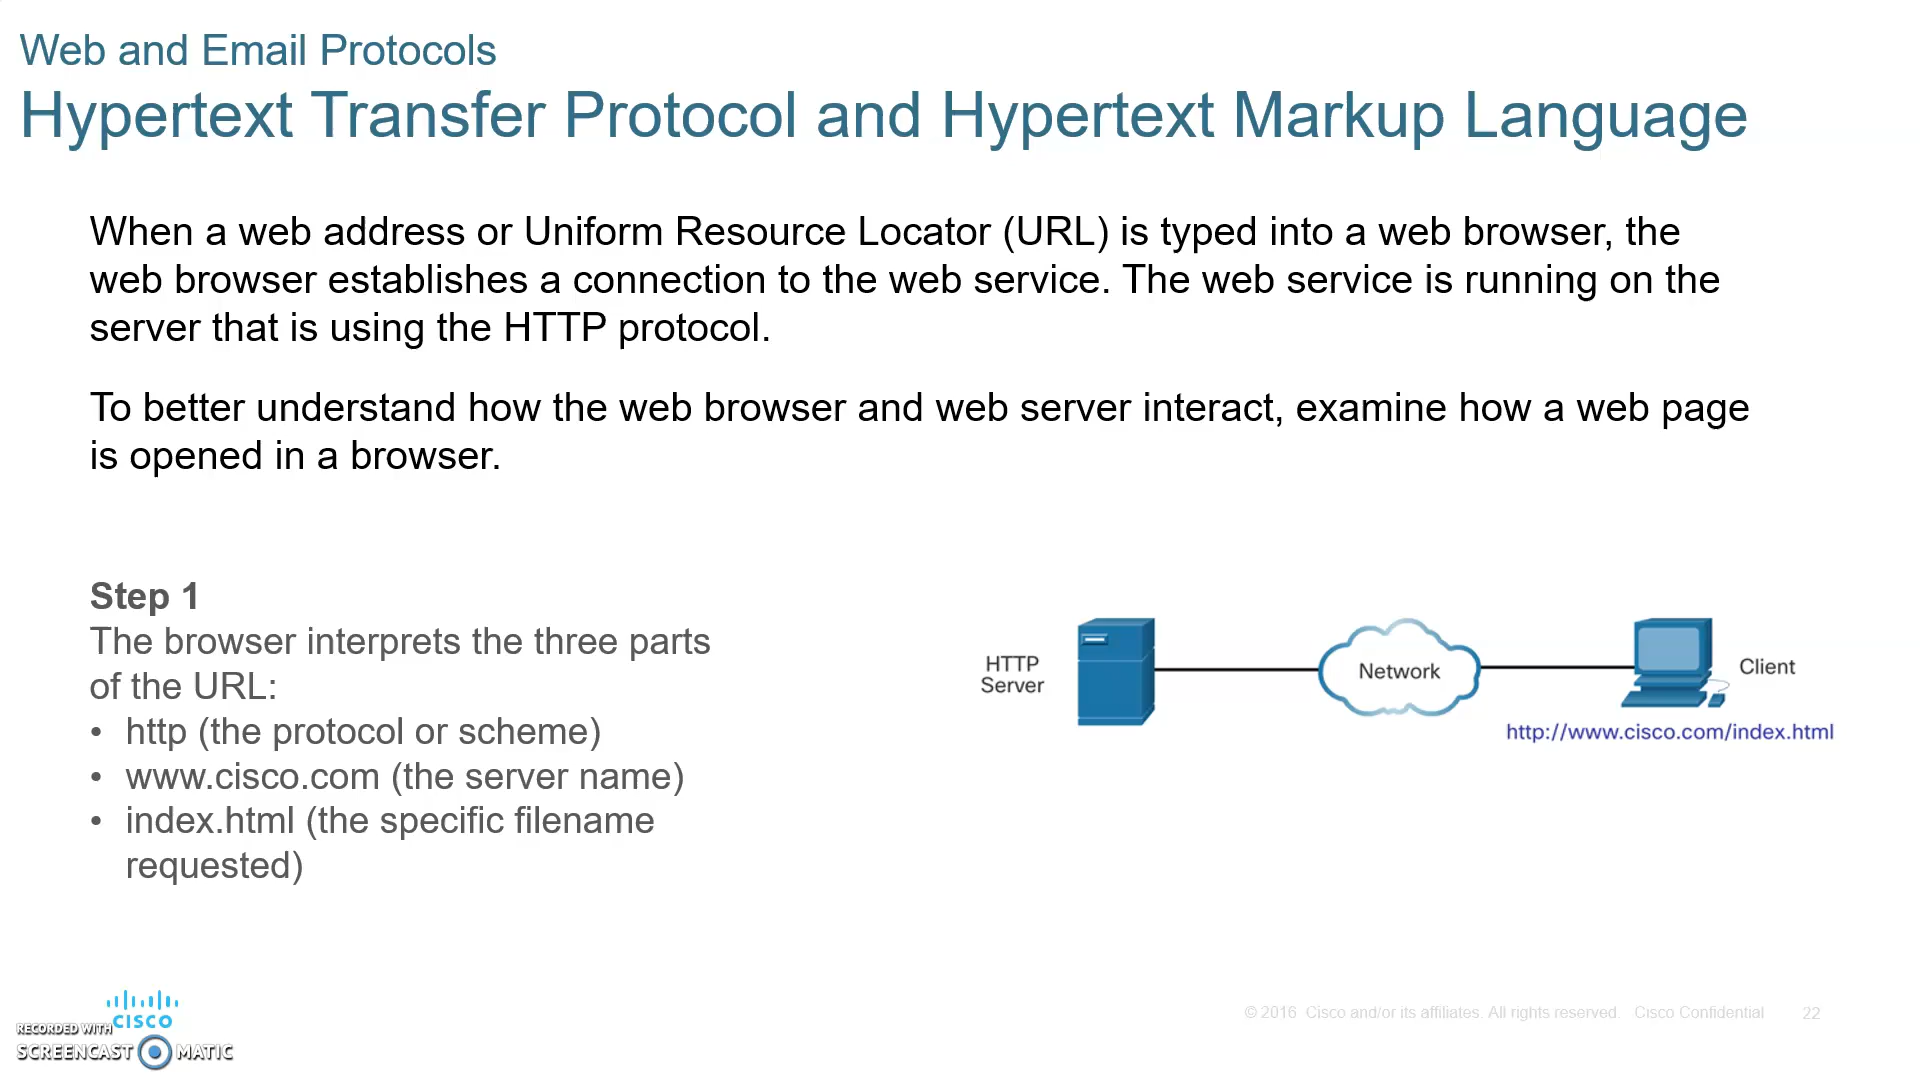 Web and Email Protocols
Hypertext Transfer Protocol and Hypertext Markup Language
When a web address or Uniform Resource Locator (URL) is typed into a web browser, the
web browser establishes a connection to the web service. The web service is running on the
server that is using the HTTP protocol.
To better understand how the web browser and web server interact, examine how a web page
is opened in a browser.
Step 1
The browser interprets the three parts
of the URL:
• http (the protocol or scheme)
• www.cisco.com (the server name)
• index.html (the specific filename
requested)
HTTP
Server
Network
Client
http://www.cisco.com/index.html
CISCO
RECORDED WITH
SCREENCAST MATIC
© 2016 Cisco and/or its affiliates. All rights reserved. Cisco Confidential 22